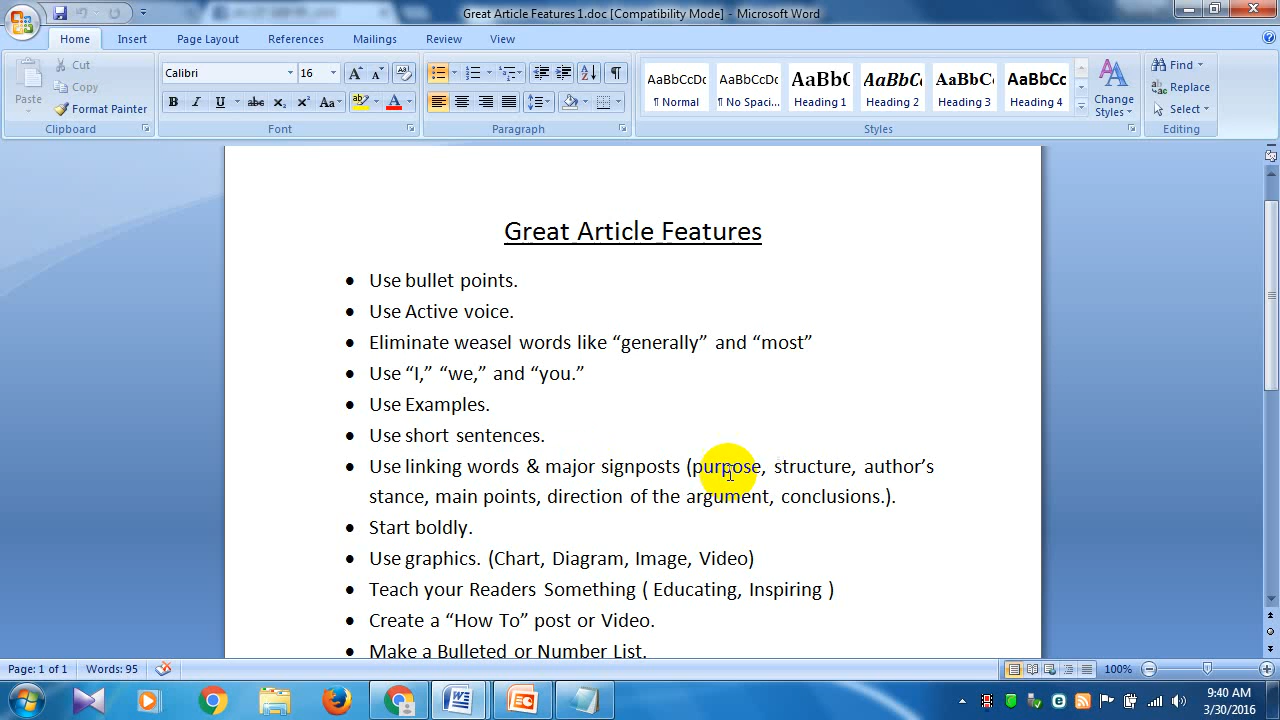 Great Article Features 1.doc [Compatibility Mode] - Microsoft Word
Home Insert Page Layout References Mailings Review View
Paste
Cut
Copy
Format Painter
Clipboard
Calibri 16
Font
Paragraph
AaBbCcDc AaBbCcDc AaBbC AaBbCc AaBbCc AaBbCc
¶ Normal ¶ No Spaci... Heading 1 Heading 2 Heading 3 Heading 4
Change Styles
Styles
Find
Replace
Select
Editing
Great Article Features
• Use bullet points.
• Use Active voice.
• Eliminate weasel words like “generally” and “most”
• Use “I,” “we,” and “you.”
• Use Examples.
• Use short sentences.
• Use linking words & major signposts (purpose, structure, author’s
stance, main points, direction of the argument, conclusions.).
• Start boldly.
• Use graphics. (Chart, Diagram, Image, Video)
• Teach your Readers Something ( Educating, Inspiring )
• Create a “How To” post or Video.
• Make a Bulleted or Number List.
Page: 1 of 1 Words: 95 100%
9:40 AM
3/30/2016